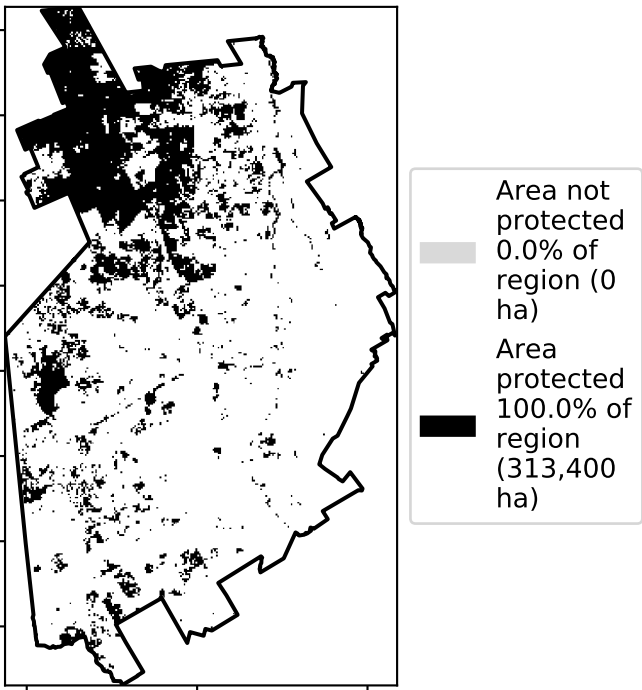 Area not
protected
0.0% of
region (0
ha)
Area
protected
100.0% of
region
(313,400
ha)